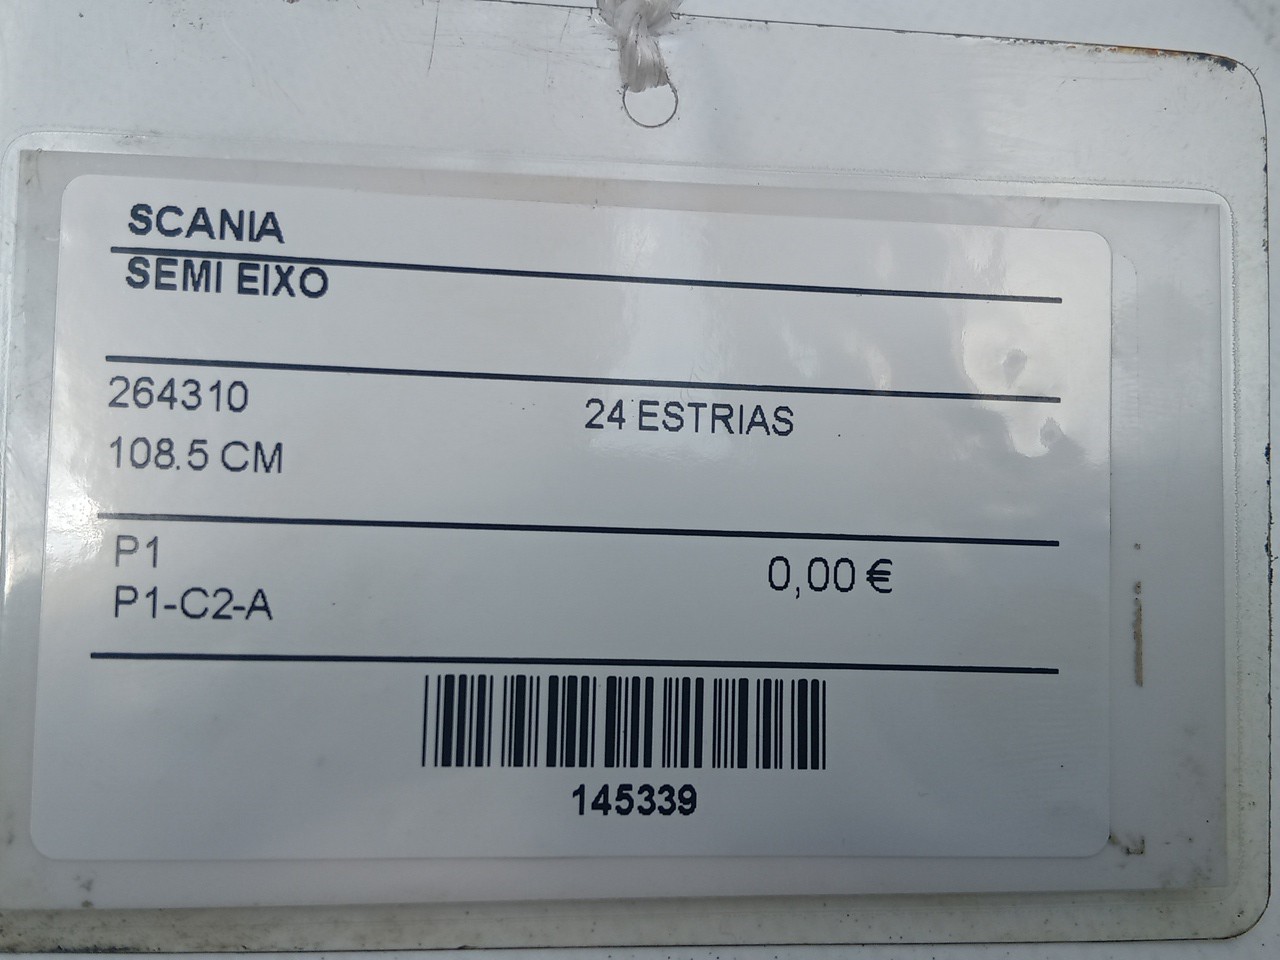 SCANIA
SEMI EIXO
264310 24 ESTRIAS
108.5 CM
P1 0,00 €
P1-C2-A
145339